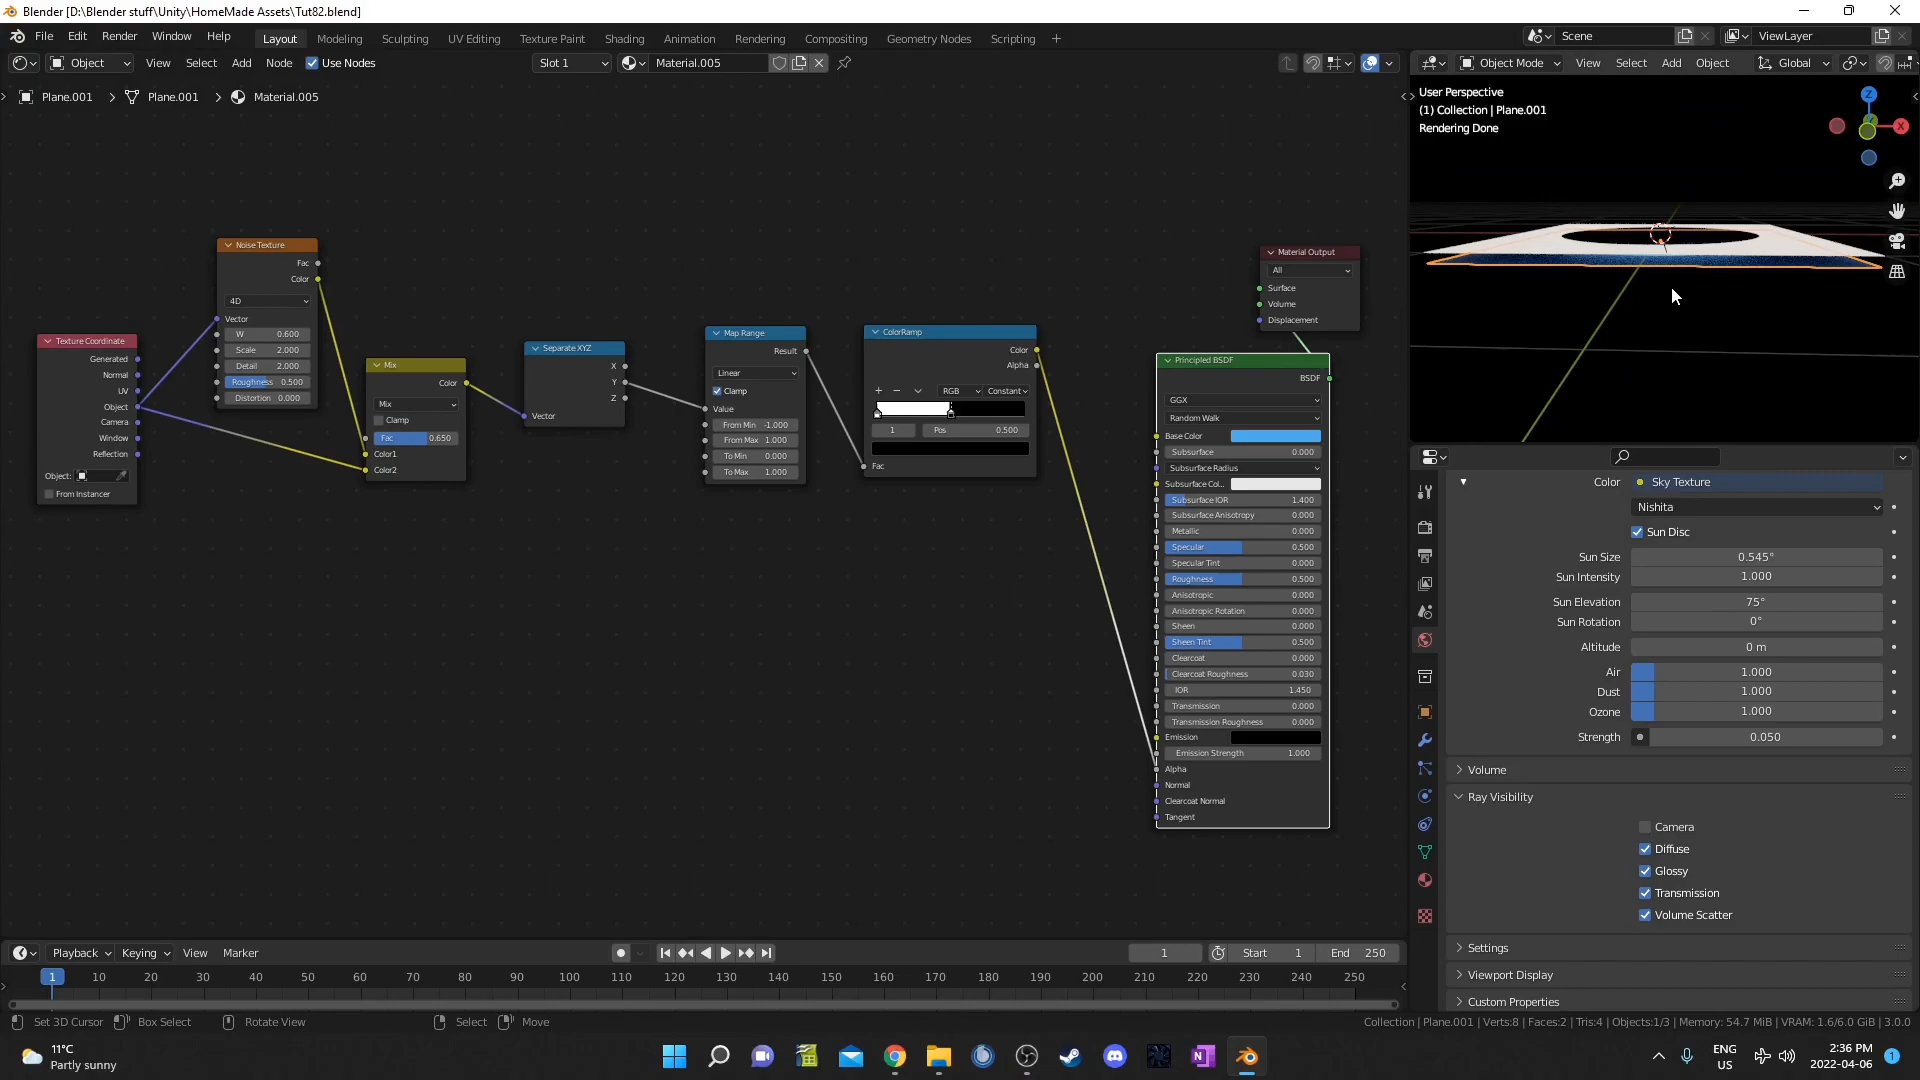 Blender [D:\Blender stuff\Unity\HomeMade Assets\Tut82.blend]
File Edit Render Window Help Layout Modeling Sculpting UV Editing Texture Paint Shading Animation Rendering Compositing Geometry Nodes Scripting + Scene ViewLayer
Object View Select Add Node Use Nodes Slot 1 Material.005
Plane.001 > Plane.001 > Material.005
Texture Coordinate
Generated
Normal
UV
Object
Camera
Window
Reflection
Object:
From Instancer
Noise Texture
Fac
Color
4D
Vector
W 0.600
Scale 2.000
Detail 2.000
Roughness 0.500
Distortion 0.000
Mix
Color
Mix
Clamp
Fac 0.650
Color1
Color2
Separate XYZ
X
Y
Z
Vector
Map Range
Result
Linear
Clamp
Value
From Min -1.000
From Max 1.000
To Min 0.000
To Max 1.000
ColorRamp
Color
Alpha
+ − RGB Constant
1 Pos 0.500
Fac
Material Output
All
Surface
Volume
Displacement
Principled BSDF
BSDF
GGX
Random Walk
Base Color
Subsurface 0.000
Subsurface Radius
Subsurface Col...
Subsurface IOR 1.400
Subsurface Anisotropy 0.000
Metallic 0.000
Specular 0.500
Specular Tint 0.000
Roughness 0.500
Anisotropic 0.000
Anisotropic Rotation 0.000
Sheen 0.000
Sheen Tint 0.500
Clearcoat 0.000
Clearcoat Roughness 0.030
IOR 1.450
Transmission 0.000
Transmission Roughness 0.000
Emission
Emission Strength 1.000
Alpha
Normal
Clearcoat Normal
Tangent
Object Mode View Select Add Object Global
User Perspective
(1) Collection | Plane.001
Rendering Done
Z
X
Color Sky Texture
Nishita
Sun Disc
Sun Size 0.545°
Sun Intensity 1.000
Sun Elevation 75°
Sun Rotation 0°
Altitude 0 m
Air 1.000
Dust 1.000
Ozone 1.000
Strength 0.050
Volume
Ray Visibility
Camera
Diffuse
Glossy
Transmission
Volume Scatter
Settings
Viewport Display
Custom Properties
Playback Keying View Marker 1 Start 1 End 250
1 10 20 30 40 50 60 70 80 90 100 110 120 130 140 150 160 170 180 190 200 210 220 230 240 250
Set 3D Cursor Box Select Rotate View Select Move Collection | Plane.001 | Verts:8 | Faces:2 | Tris:4 | Objects:1/3 | Memory: 54.7 MiB | VRAM: 1.6/6.0 GiB | 3.0.0
11°C
Partly sunny
ENG
US
2:36 PM
2022-04-06
1